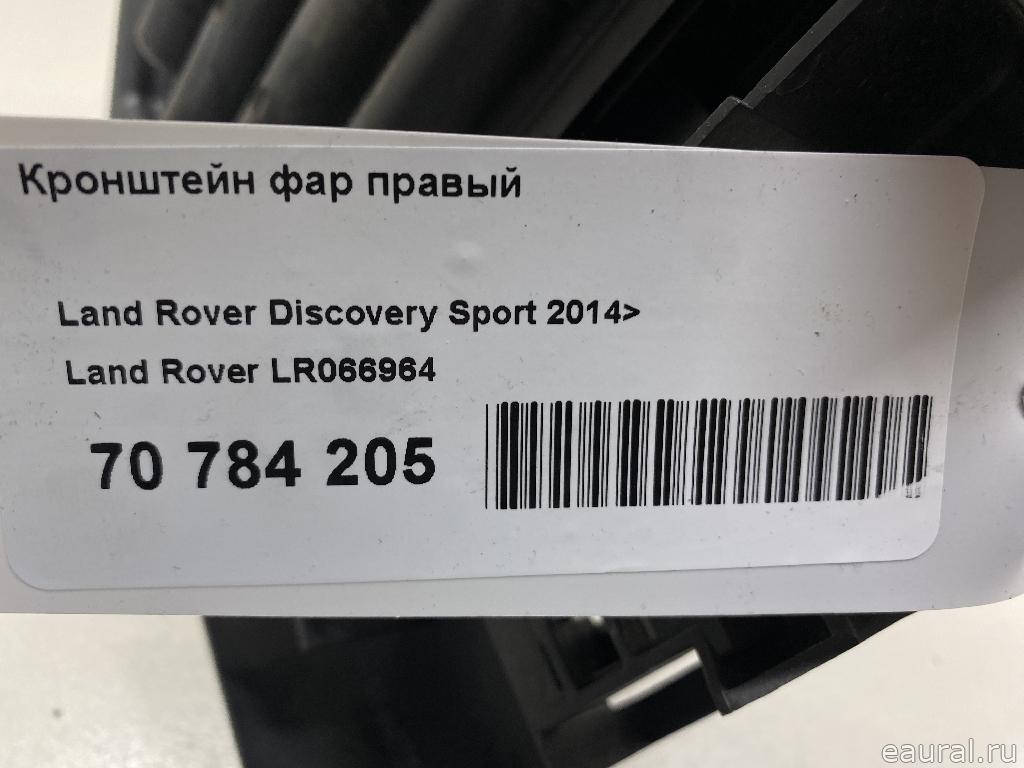 Кронштейн фар правый
Land Rover Discovery Sport 2014>
Land Rover LR066964
70 784 205
eaural.ru